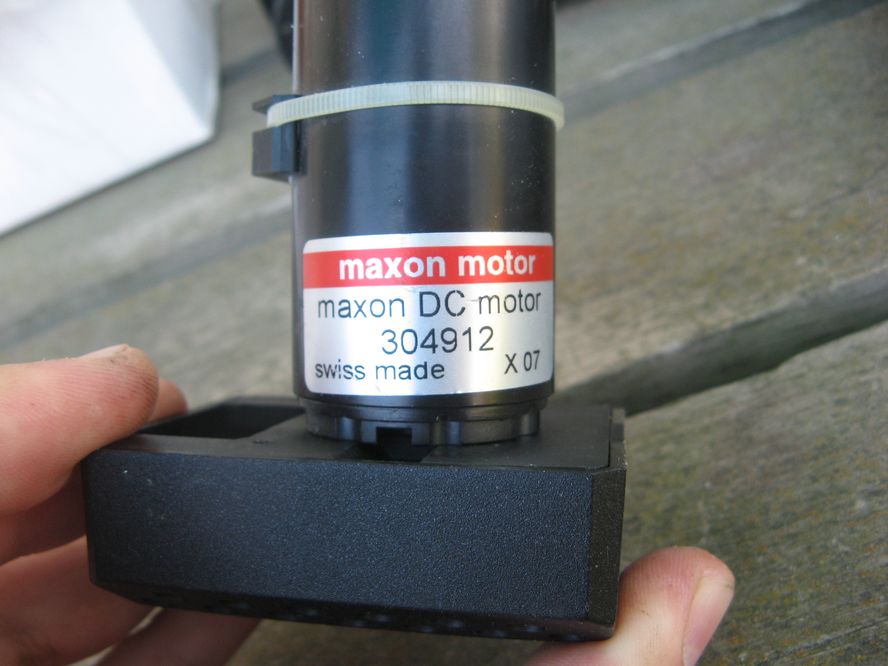 maxon motor
maxon DC motor
304912
swiss made X 07